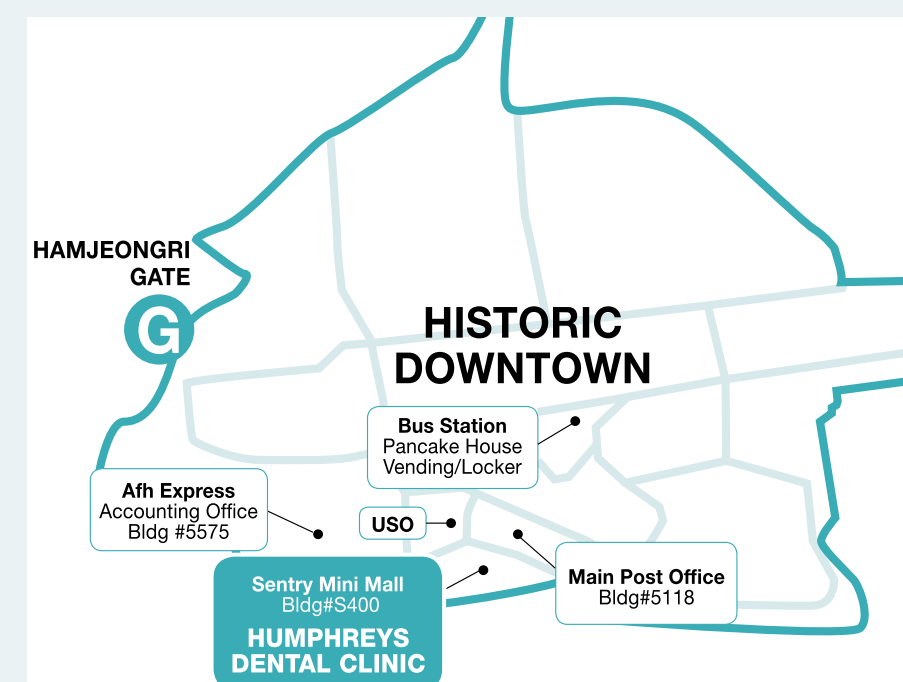 HAMJEONGRI
GATE
G
HISTORIC
DOWNTOWN
Bus Station
Pancake House
Vending/Locker
Afh Express
Accounting Office
Bldg #5575
USO
Main Post Office
Bldg#5118
Sentry Mini Mall
Bldg#S400
HUMPHREYS
DENTAL CLINIC